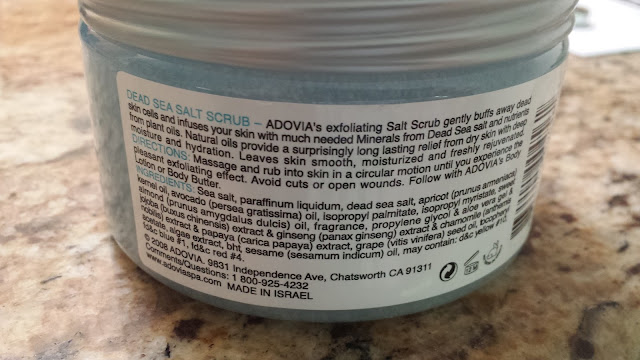 DEAD SEA SALT SCRUB – ADOVIA's exfoliating Salt Scrub gently buffs away dead
skin cells and infuses your skin with much needed Minerals from Dead Sea salt and nutrients
from plant oils. Natural oils provide a surprisingly long lasting relief from dry skin with deep
moisture and hydration. Leaves skin smooth, moisturized and freshly rejuvenated.
DIRECTIONS: Massage and rub into skin in a circular motion until you experience the
pleasant exfoliating effect. Avoid cuts or open wounds. Follow with ADOVIA's Body
Lotion or Body Butter.
INGREDIENTS: Sea salt, paraffinum liquidum, dead sea salt, apricot (prunus armeniaca)
kernel oil, avocado (persea gratissima) oil, isopropyl palmitate, isopropyl myristate, sweet
almond (prunus amygdalus dulcis) oil, fragrance, propylene glycol & aloe vera gel &
jojoba (buxus chinensis) extract & ginseng (panax ginseng) extract & chamomile (anthemis
nobilis) extract & papaya (carica papaya) extract, grape (vitis vinifera) seed oil, tocopheryl
acetate, algae extract, bht, sesame (sesamum indicum) oil, may contain: d&c yellow #10,
fd&c blue #1, fd&c red #4.
© 2008 ADOVIA. 9831 Independence Ave, Chatsworth CA 91311
Comments/Questions: 1 800-925-4232
www.adoviaspa.com MADE IN ISRAEL